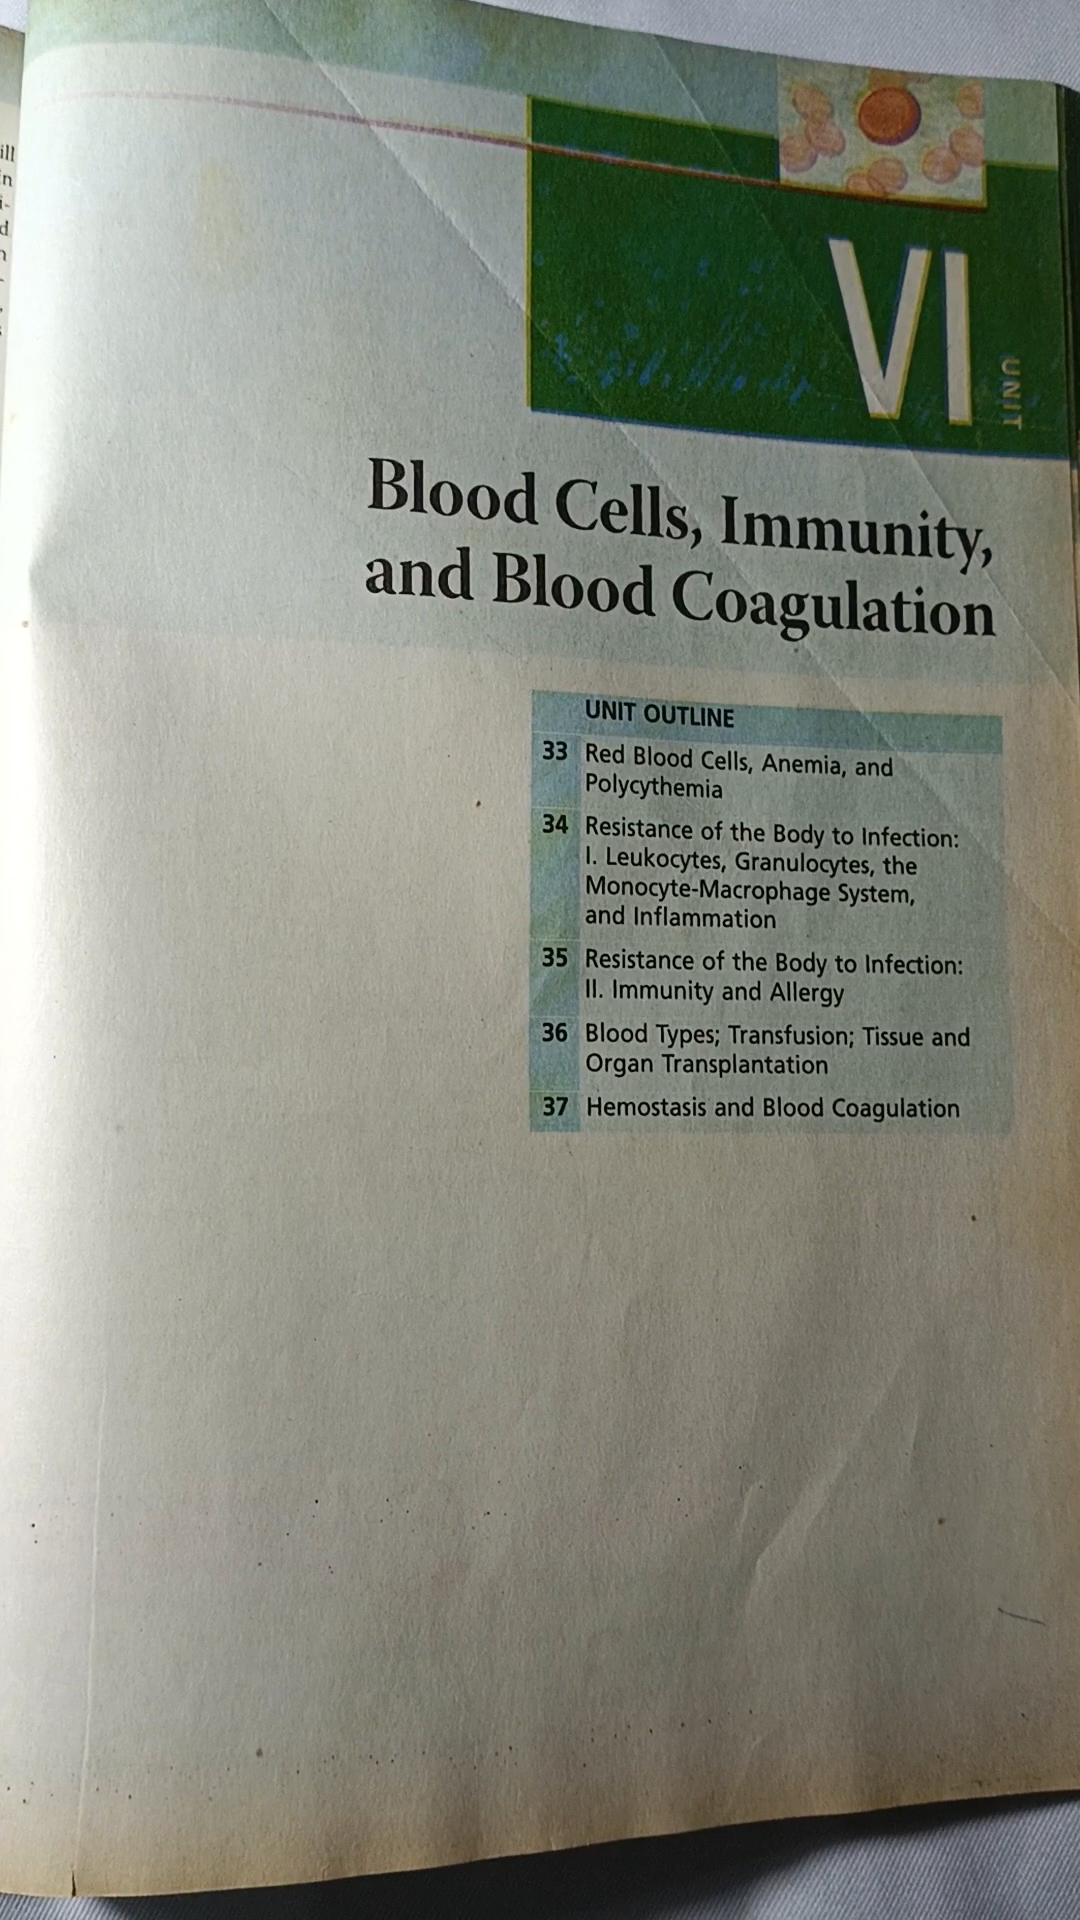 ill
in
i-
d
VI
UNIT
Blood Cells, Immunity,
and Blood Coagulation
UNIT OUTLINE
33 Red Blood Cells, Anemia, and
Polycythemia
34 Resistance of the Body to Infection:
I. Leukocytes, Granulocytes, the
Monocyte-Macrophage System,
and Inflammation
35 Resistance of the Body to Infection:
II. Immunity and Allergy
36 Blood Types; Transfusion; Tissue and
Organ Transplantation
37 Hemostasis and Blood Coagulation